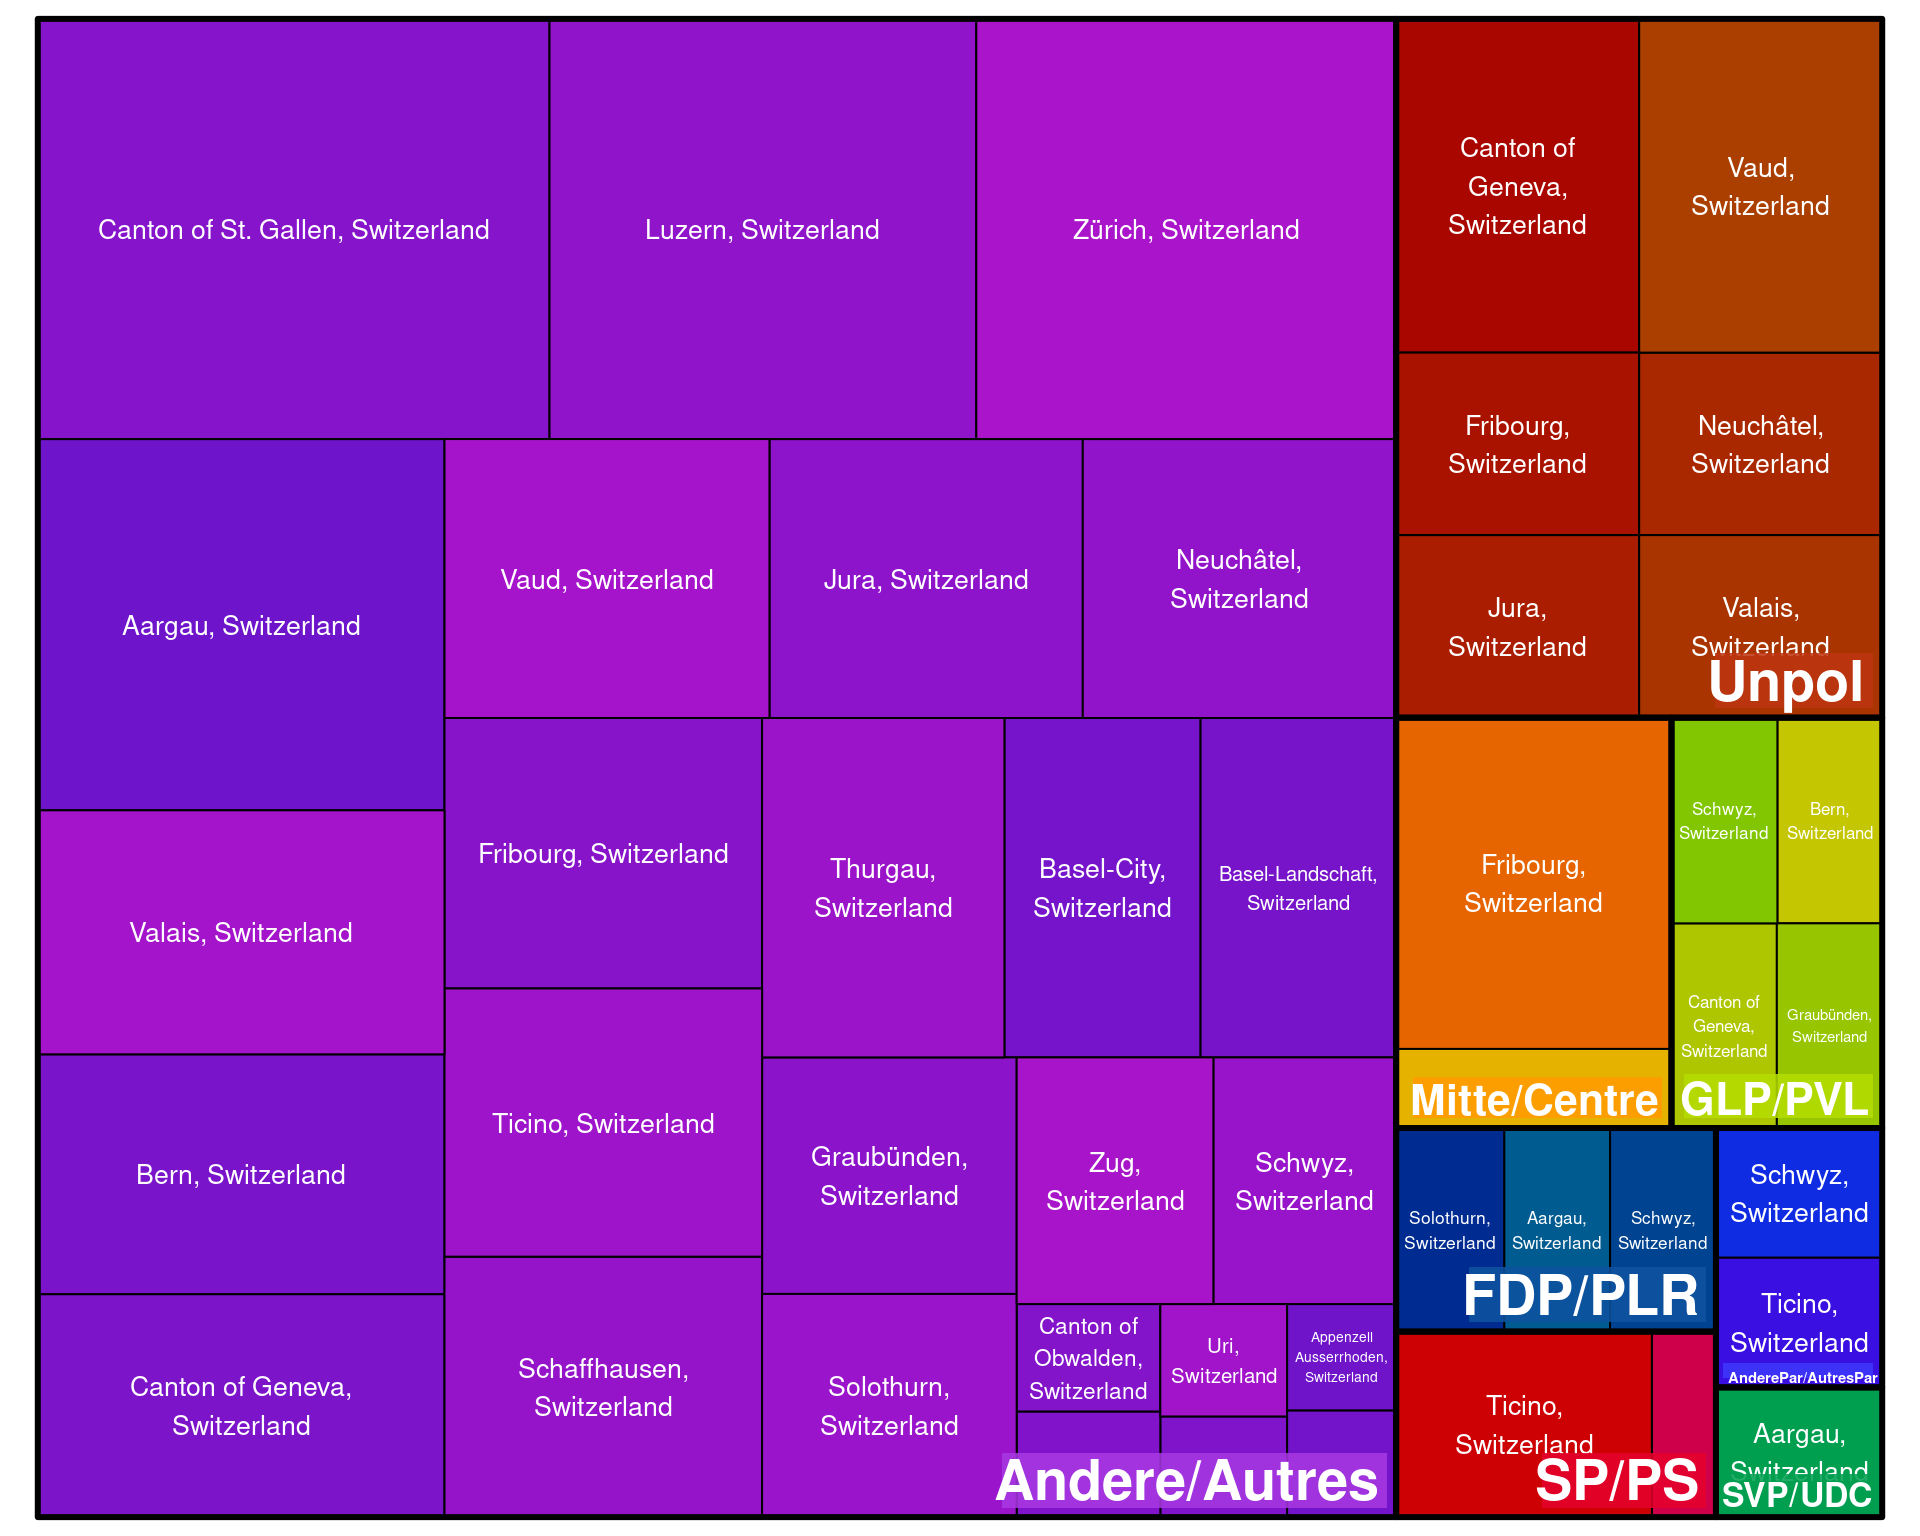 Canton of St. Gallen, Switzerland
Luzern, Switzerland
Zürich, Switzerland
Aargau, Switzerland
Vaud, Switzerland
Jura, Switzerland
Neuchâtel,
Switzerland
Valais, Switzerland
Fribourg, Switzerland
Thurgau,
Switzerland
Basel-City,
Switzerland
Basel-Landschaft,
Switzerland
Bern, Switzerland
Ticino, Switzerland
Graubünden,
Switzerland
Zug,
Switzerland
Schwyz,
Switzerland
Canton of Geneva,
Switzerland
Schaffhausen,
Switzerland
Solothurn,
Switzerland
Canton of
Obwalden,
Switzerland
Uri,
Switzerland
Appenzell
Ausserrhoden,
Switzerland
Andere/Autres
Canton of
Geneva,
Switzerland
Vaud,
Switzerland
Fribourg,
Switzerland
Neuchâtel,
Switzerland
Jura,
Switzerland
Valais,
Switzerland
Unpol
Fribourg,
Switzerland
Mitte/Centre
Schwyz,
Switzerland
Bern,
Switzerland
Canton of
Geneva,
Switzerland
Graubünden,
Switzerland
GLP/PVL
Solothurn,
Switzerland
Aargau,
Switzerland
Schwyz,
Switzerland
FDP/PLR
Schwyz,
Switzerland
Ticino,
Switzerland
AnderePar/AutresPar
Ticino,
Switzerland
SP/PS
Aargau,
Switzerland
SVP/UDC